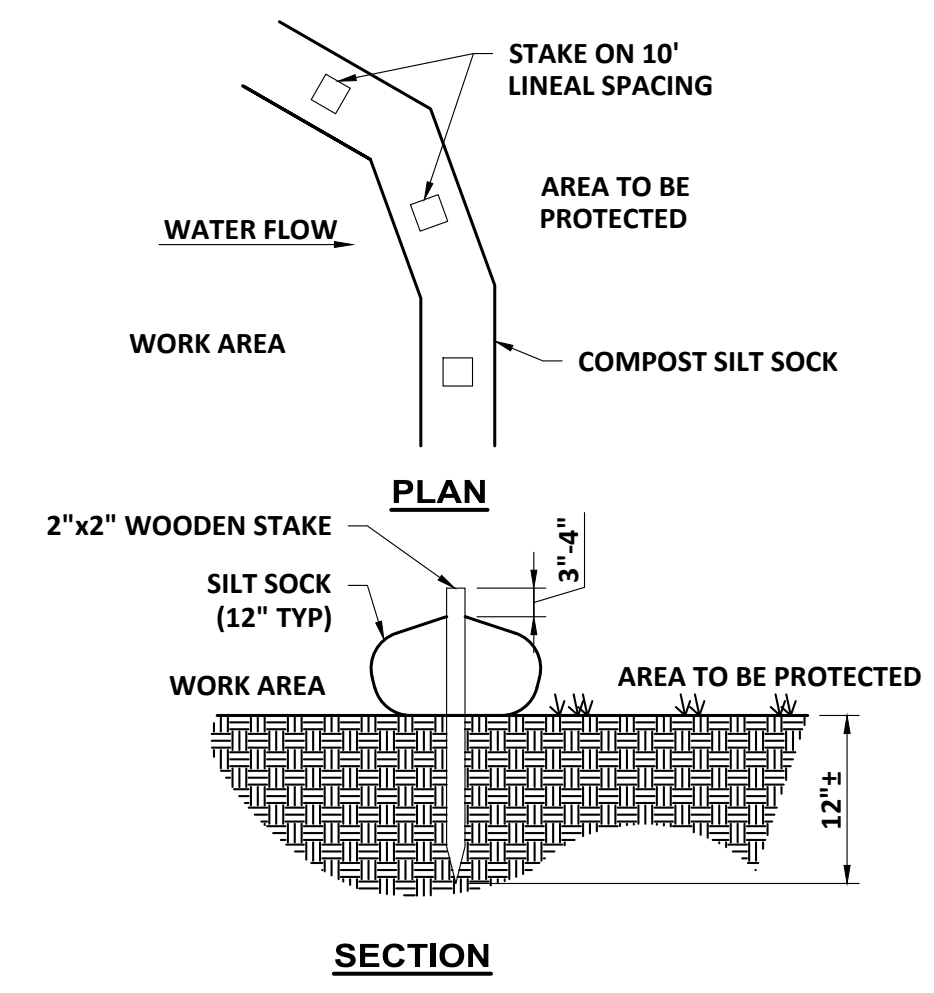 STAKE ON 10'
LINEAL SPACING
AREA TO BE
PROTECTED
WATER FLOW
WORK AREA
COMPOST SILT SOCK
PLAN
2"x2" WOODEN STAKE
3"-4"
SILT SOCK
(12" TYP)
WORK AREA
AREA TO BE PROTECTED
12"±
SECTION